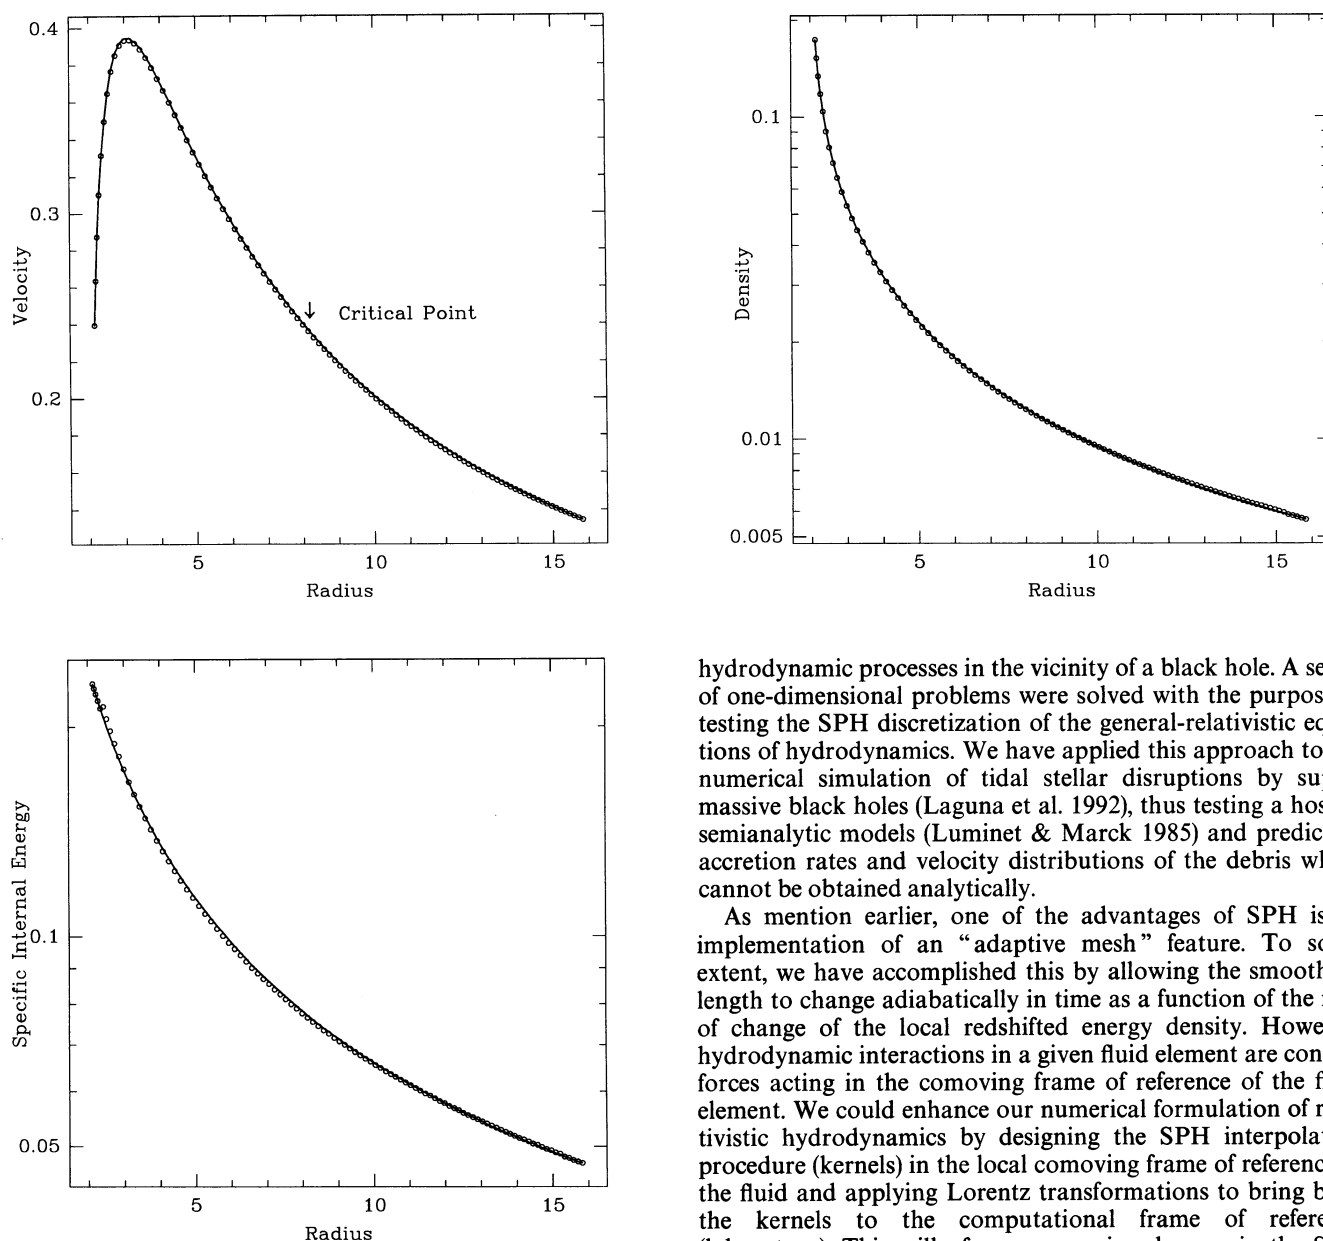 0.4
0.3
0.2
Velocity
Critical Point
5
10
15
Radius
0.1
0.01
0.005
Density
5
10
15
Radius
0.1
0.05
Specific Internal Energy
5
10
15
Radius
hydrodynamic processes in the vicinity of a black hole. A se
of one-dimensional problems were solved with the purpos
testing the SPH discretization of the general-relativistic eq
tions of hydrodynamics. We have applied this approach to
numerical simulation of tidal stellar disruptions by su
massive black holes (Laguna et al. 1992), thus testing a hos
semianalytic models (Luminet & Marck 1985) and predic
accretion rates and velocity distributions of the debris wh
cannot be obtained analytically.
As mention earlier, one of the advantages of SPH is
implementation of an “adaptive mesh” feature. To so
extent, we have accomplished this by allowing the smooth
length to change adiabatically in time as a function of the
of change of the local redshifted energy density. Howe
hydrodynamic interactions in a given fluid element are con
forces acting in the comoving frame of reference of the f
element. We could enhance our numerical formulation of r
tivistic hydrodynamics by designing the SPH interpola
procedure (kernels) in the local comoving frame of referenc
the fluid and applying Lorentz transformations to bring b
the kernels to the computational frame of refere